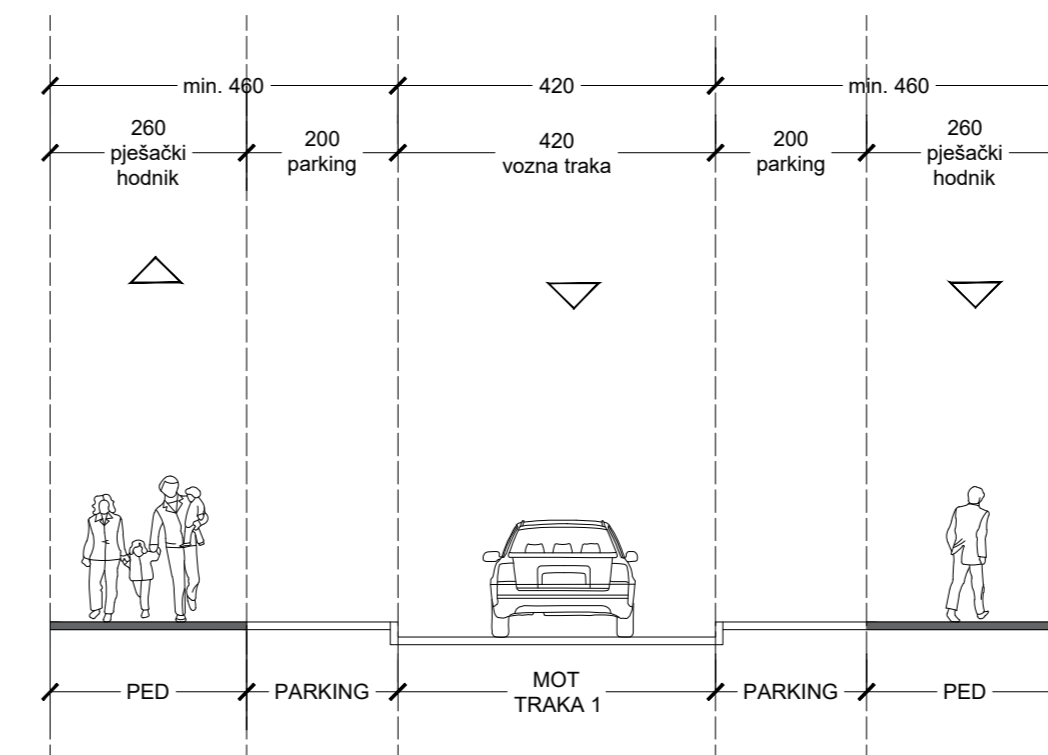 min. 460
420
min. 460
260
pješački
hodnik
200
parking
420
vozna traka
200
parking
260
pješački
hodnik
PED
PARKING
MOT
TRAKA 1
PARKING
PED